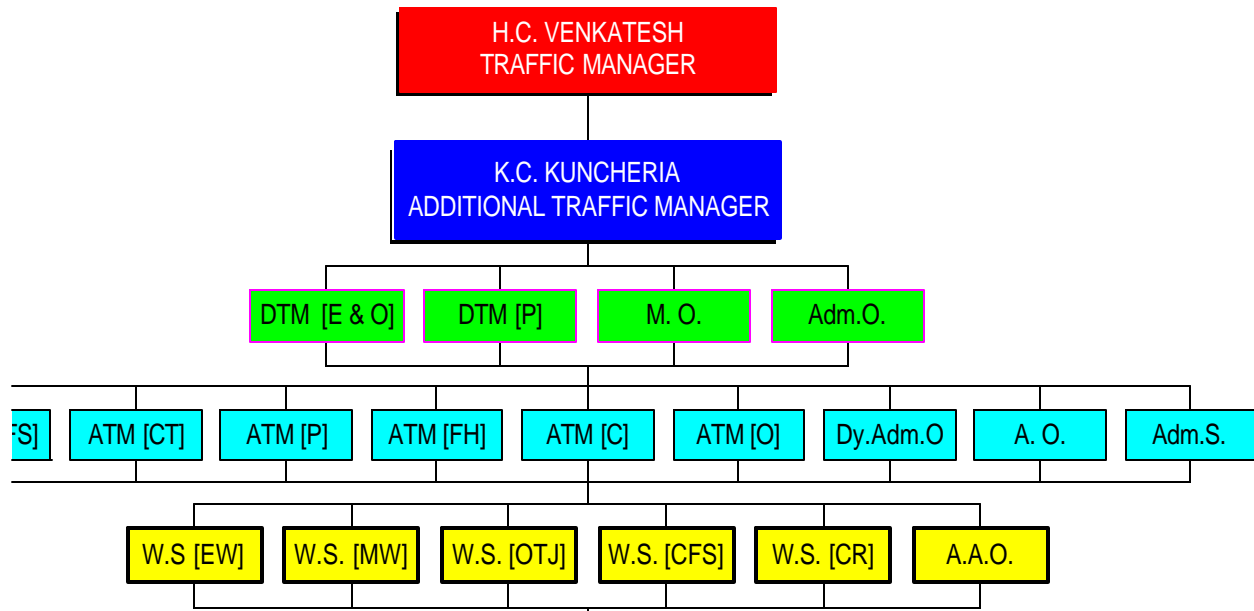 H.C. VENKATESH
TRAFFIC MANAGER
K.C. KUNCHERIA
ADDITIONAL TRAFFIC MANAGER
DTM [E & O]
DTM [P]
M. O.
Adm.O.
FS]
ATM [CT]
ATM [P]
ATM [FH]
ATM [C]
ATM [O]
Dy.Adm.O
A. O.
Adm.S.
W.S [EW]
W.S. [MW]
W.S. [OTJ]
W.S. [CFS]
W.S. [CR]
A.A.O.